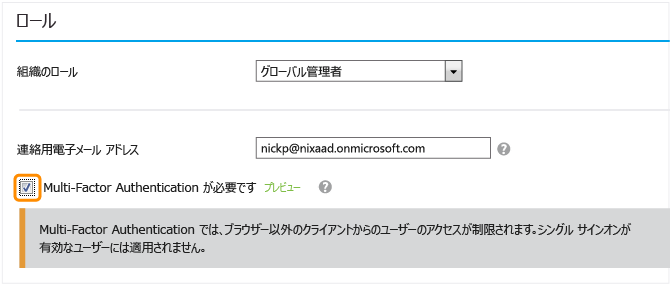 ロール
組織のロール
グローバル管理者
連絡用電子メール アドレス
nickp@nixaad.onmicrosoft.com
?
Multi-Factor Authentication が必要です プレビュー ?
Multi-Factor Authentication では、ブラウザー以外のクライアントからのユーザーのアクセスが制限されます。シングル サインオンが
有効なユーザーには適用されません。